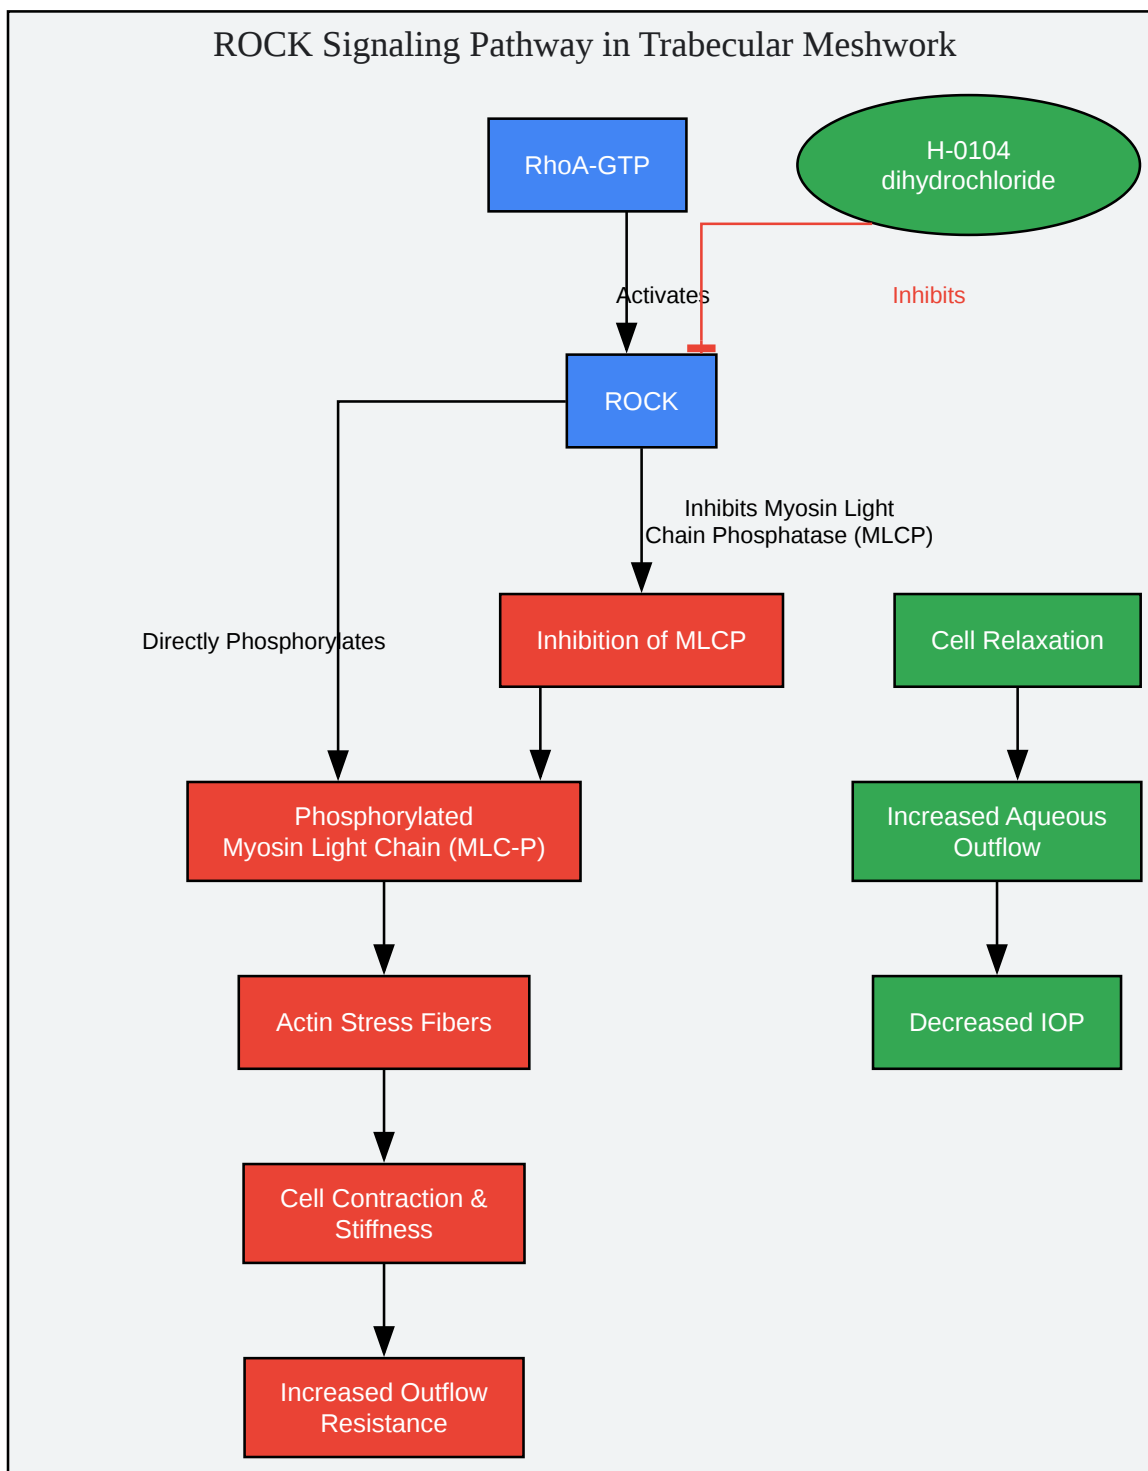 ROCK Signaling Pathway in Trabecular Meshwork
RhoA-GTP
H-0104
dihydrochloride
Activates
Inhibits
ROCK
Inhibits Myosin Light
Chain Phosphatase (MLCP)
Directly Phosphorylates
Inhibition of MLCP
Cell Relaxation
Phosphorylated
Myosin Light Chain (MLC-P)
Increased Aqueous
Outflow
Actin Stress Fibers
Decreased IOP
Cell Contraction &
Stiffness
Increased Outflow
Resistance